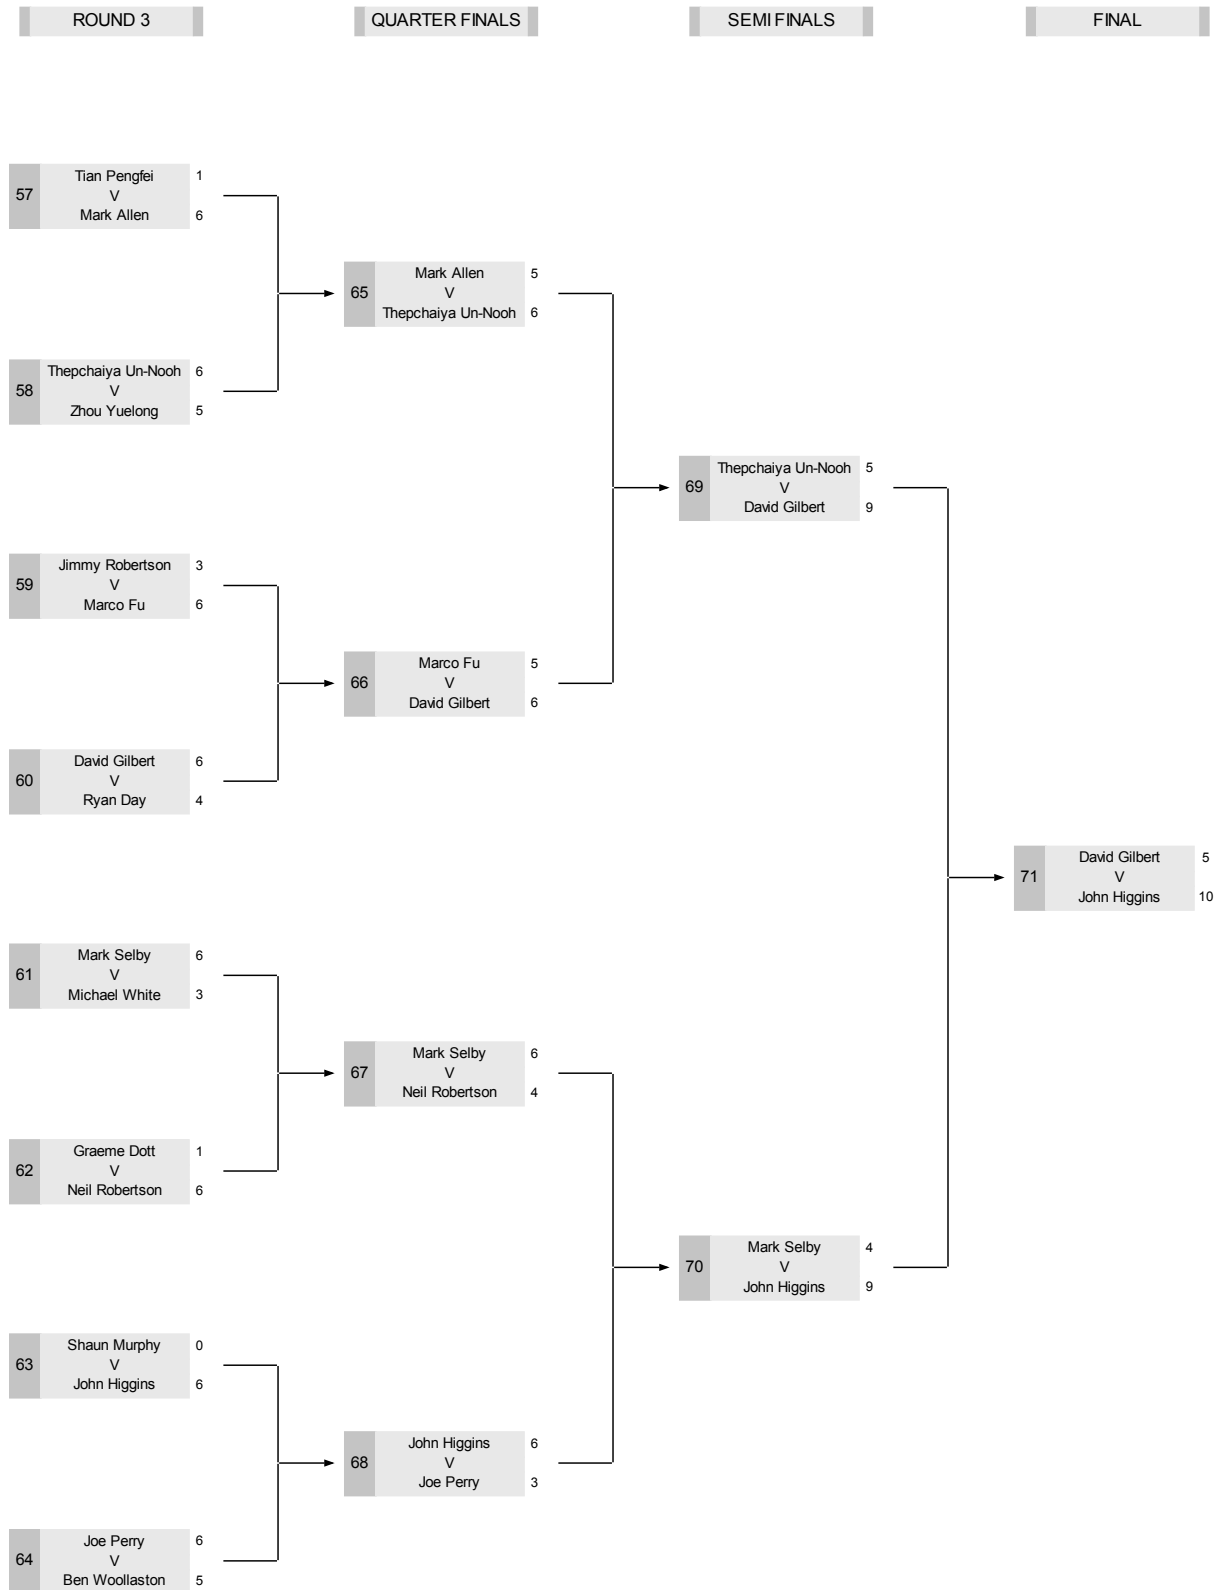 ROUND 3
QUARTER FINALS
SEMI FINALS
FINAL
57
Tian Pengfei 1
V
Mark Allen 6
58
Thepchaiya Un-Nooh 6
V
Zhou Yuelong 5
59
Jimmy Robertson 3
V
Marco Fu 6
60
David Gilbert 6
V
Ryan Day 4
61
Mark Selby 6
V
Michael White 3
62
Graeme Dott 1
V
Neil Robertson 6
63
Shaun Murphy 0
V
John Higgins 6
64
Joe Perry 6
V
Ben Woollaston 5
65
Mark Allen 5
V
Thepchaiya Un-Nooh 6
66
Marco Fu 5
V
David Gilbert 6
67
Mark Selby 6
V
Neil Robertson 4
68
John Higgins 6
V
Joe Perry 3
69
Thepchaiya Un-Nooh 5
V
David Gilbert 9
70
Mark Selby 4
V
John Higgins 9
71
David Gilbert 5
V
John Higgins 10